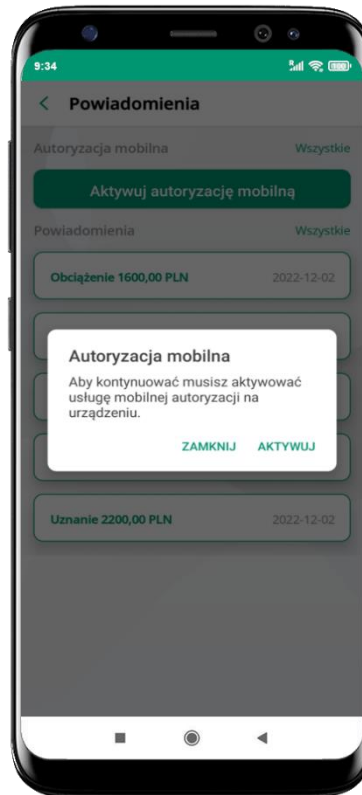 9:34
Powiadomienia
Autoryzacja mobilna Wszystkie
Aktywuj autoryzację mobilną
Powiadomienia Wszystkie
Obciążenie 1600,00 PLN 2022-12-02
Autoryzacja mobilna
Aby kontynuować musisz aktywować
usługę mobilnej autoryzacji na
urządzeniu.
ZAMKNIJ AKTYWUJ
Uznanie 2200,00 PLN 2022-12-02